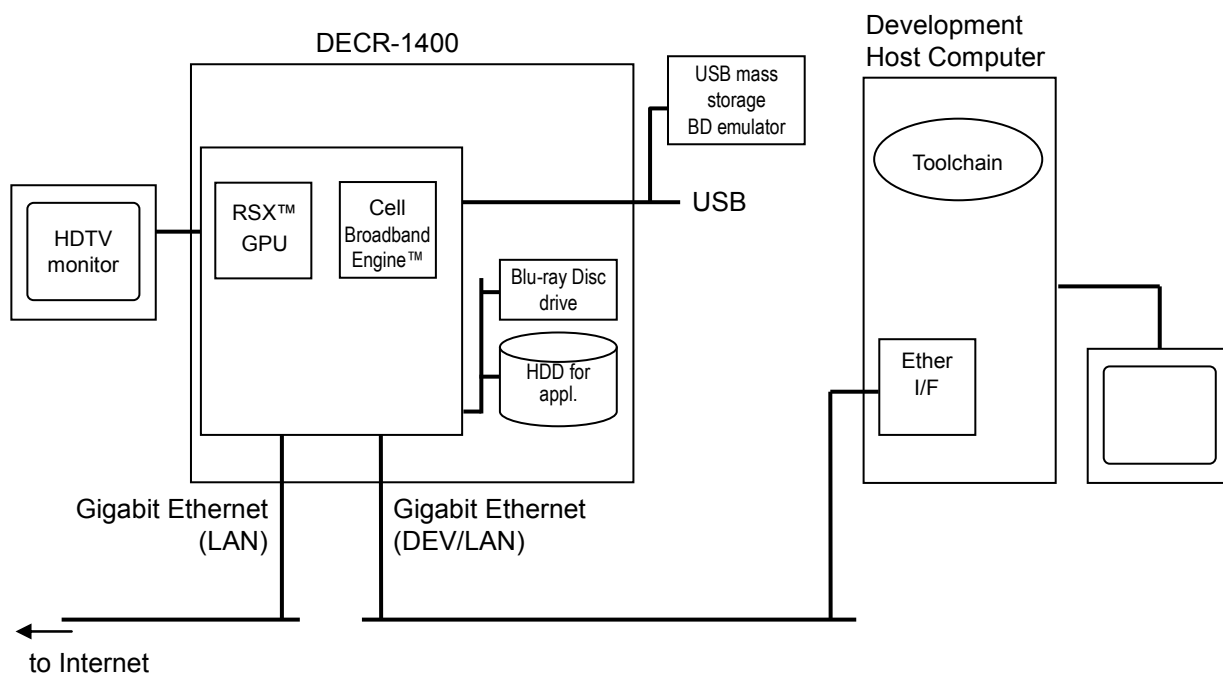 DECR-1400
Development
Host Computer
USB mass
storage
BD emulator
Toolchain
USB
HDTV
monitor
RSX™
GPU
Cell
Broadband
Engine™
Blu-ray Disc
drive
HDD for
appl.
Ether
I/F
Gigabit Ethernet
(LAN)
Gigabit Ethernet
(DEV/LAN)
to Internet